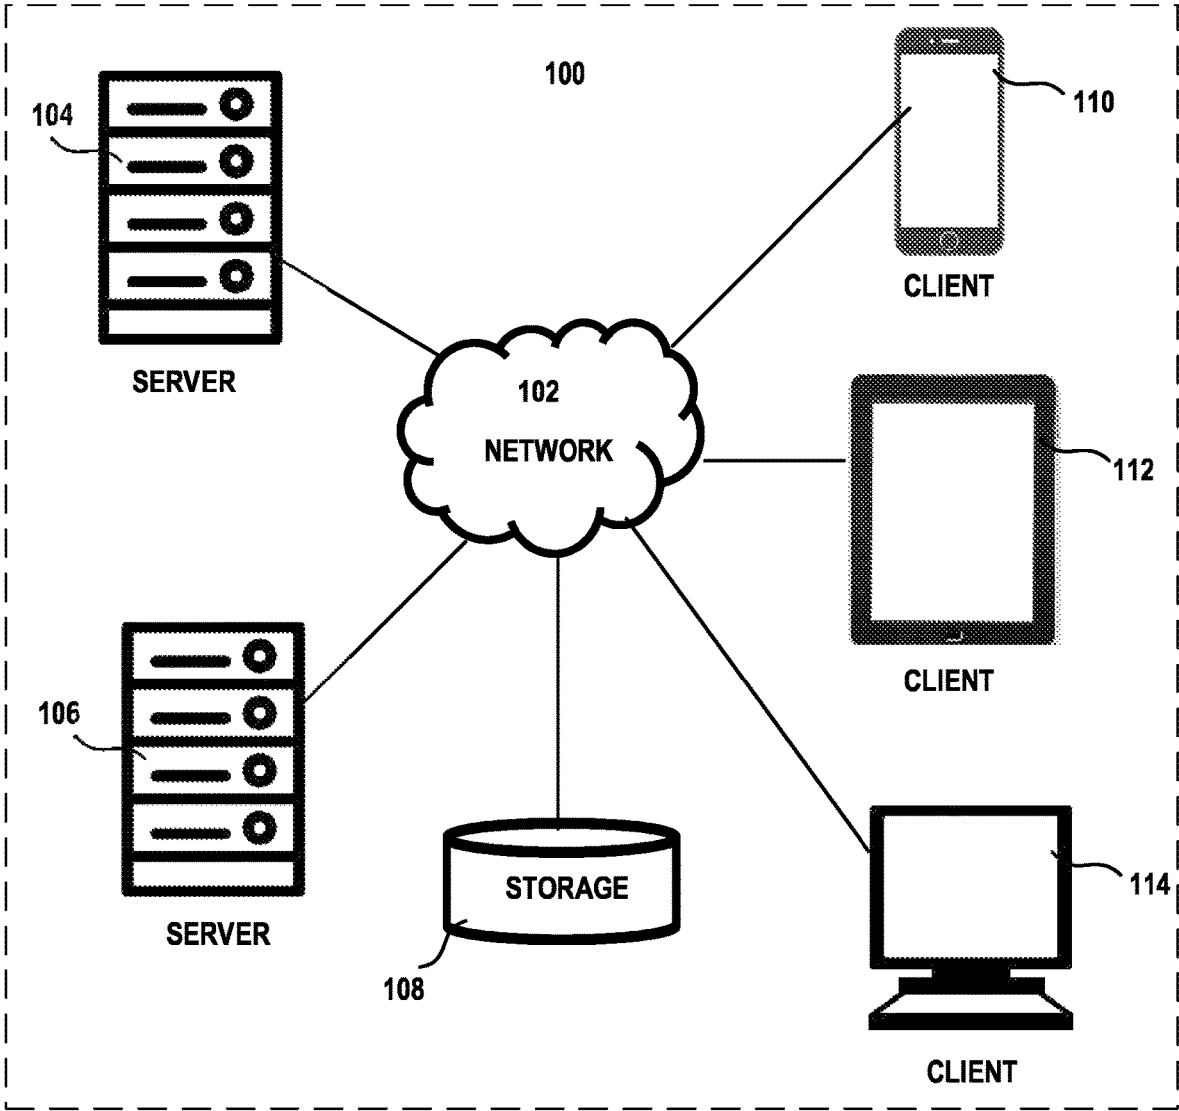 100
104
110
CLIENT
SERVER
102
NETWORK
112
CLIENT
106
SERVER
STORAGE
108
114
CLIENT